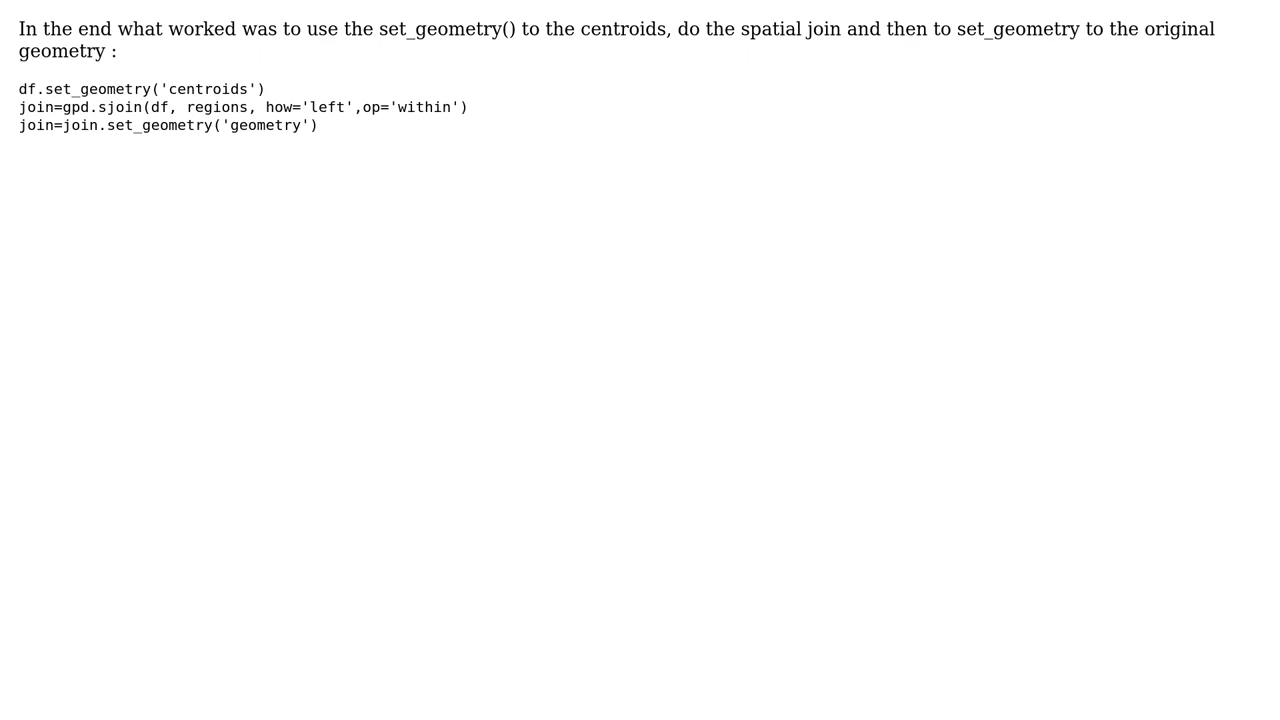 In the end what worked was to use the set_geometry() to the centroids, do the spatial join and then to set_geometry to the original
geometry :
df.set_geometry('centroids')
join=gpd.sjoin(df, regions, how='left',op='within')
join=join.set_geometry('geometry')